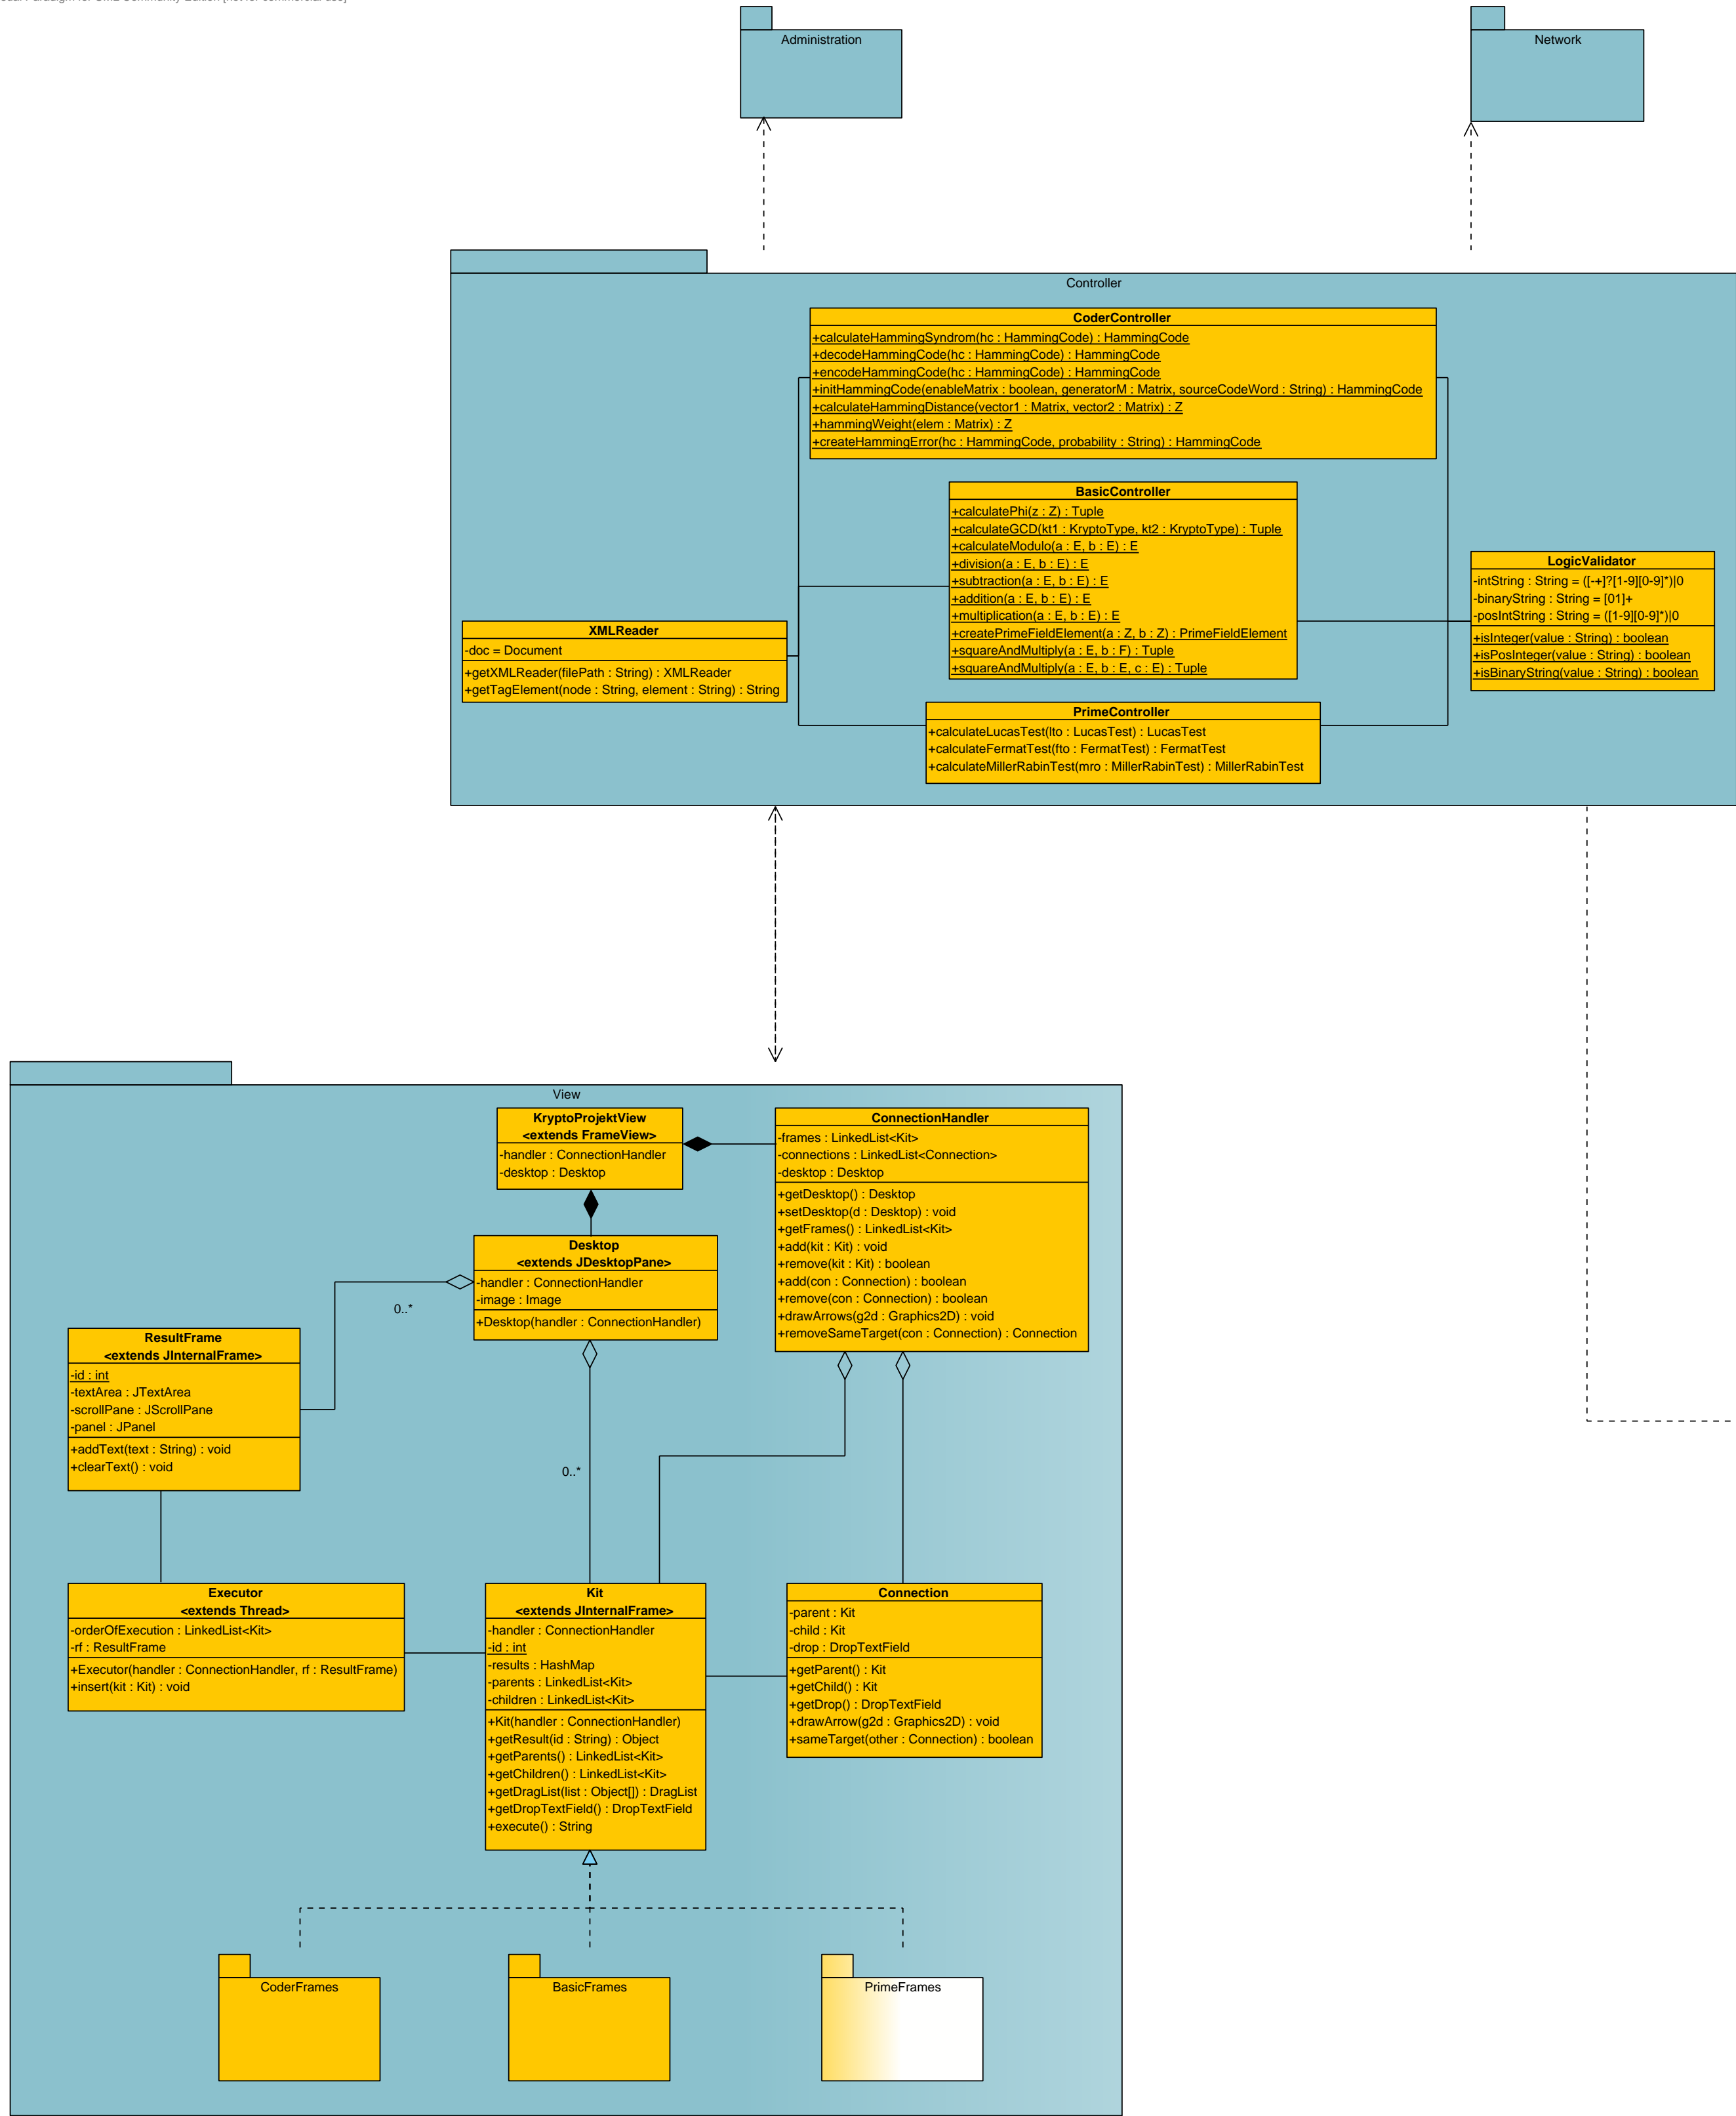 Paradigm for UML Community Edition [not for commercial use]
Administration
Network
Controller
CoderController
+calculateHammingSyndrom(hc : HammingCode) : HammingCode
+decodeHammingCode(hc : HammingCode) : HammingCode
+encodeHammingCode(hc : HammingCode) : HammingCode
+initHammingCode(enableMatrix : boolean, generatorM : Matrix, sourceCodeWord : String) : HammingCode
+calculateHammingDistance(vector1 : Matrix, vector2 : Matrix) : Z
+hammingWeight(elem : Matrix) : Z
+createHammingError(hc : HammingCode, probability : String) : HammingCode
BasicController
+calculatePhi(z : Z) : Tuple
+calculateGCD(kt1 : KryptoType, kt2 : KryptoType) : Tuple
+calculateModulo(a : E, b : E) : E
+division(a : E, b : E) : E
+subtraction(a : E, b : E) : E
+addition(a : E, b : E) : E
+multiplication(a : E, b : E) : E
+createPrimeFieldElement(a : Z, b : Z) : PrimeFieldElement
+squareAndMultiply(a : E, b : F) : Tuple
+squareAndMultiply(a : E, b : E, c : E) : Tuple
LogicValidator
-intString : String = ([-+]?[1-9][0-9]*)|0
-binaryString : String = [01]+
-posIntString : String = ([1-9][0-9]*)|0
+isInteger(value : String) : boolean
+isPosInteger(value : String) : boolean
+isBinaryString(value : String) : boolean
XMLReader
-doc = Document
+getXMLReader(filePath : String) : XMLReader
+getTagElement(node : String, element : String) : String
PrimeController
+calculateLucasTest(lto : LucasTest) : LucasTest
+calculateFermatTest(fto : FermatTest) : FermatTest
+calculateMillerRabinTest(mro : MillerRabinTest) : MillerRabinTest
View
KryptoProjektView
<extends FrameView>
-handler : ConnectionHandler
-desktop : Desktop
ConnectionHandler
-frames : LinkedList<Kit>
-connections : LinkedList<Connection>
-desktop : Desktop
+getDesktop() : Desktop
+setDesktop(d : Desktop) : void
+getFrames() : LinkedList<Kit>
+add(kit : Kit) : void
+remove(kit : Kit) : boolean
+add(con : Connection) : boolean
+remove(con : Connection) : boolean
+drawArrows(g2d : Graphics2D) : void
+removeSameTarget(con : Connection) : Connection
Desktop
<extends JDesktopPane>
-handler : ConnectionHandler
-image : Image
+Desktop(handler : ConnectionHandler)
0..*
ResultFrame
<extends JInternalFrame>
-id : int
-textArea : JTextArea
-scrollPane : JScrollPane
-panel : JPanel
+addText(text : String) : void
+clearText() : void
0..*
Executor
<extends Thread>
-orderOfExecution : LinkedList<Kit>
-rf : ResultFrame
+Executor(handler : ConnectionHandler, rf : ResultFrame)
+insert(kit : Kit) : void
Kit
<extends JInternalFrame>
-handler : ConnectionHandler
-id : int
-results : HashMap
-parents : LinkedList<Kit>
-children : LinkedList<Kit>
+Kit(handler : ConnectionHandler)
+getResult(id : String) : Object
+getParents() : LinkedList<Kit>
+getChildren() : LinkedList<Kit>
+getDragList(list : Object[]) : DragList
+getDropTextField() : DropTextField
+execute() : String
Connection
-parent : Kit
-child : Kit
-drop : DropTextField
+getParent() : Kit
+getChild() : Kit
+getDrop() : DropTextField
+drawArrow(g2d : Graphics2D) : void
+sameTarget(other : Connection) : boolean
CoderFrames
BasicFrames
PrimeFrames